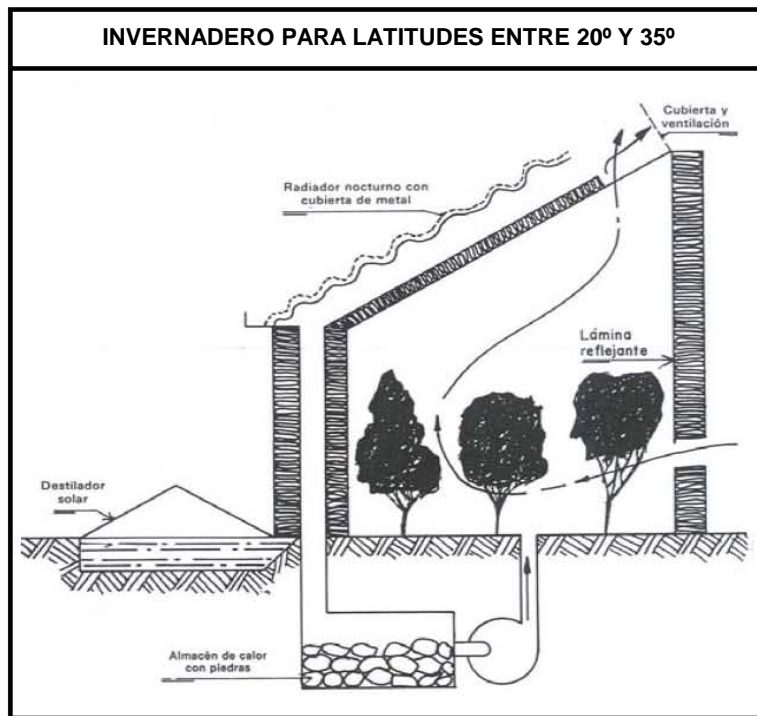 INVERNADERO PARA LATITUDES ENTRE 20º Y 35º
Cubierta y
ventilación
Radiador nocturno con
cubierta de metal
Lámina
reflejante
Destilador
solar
Almacèn de calor
con piedras